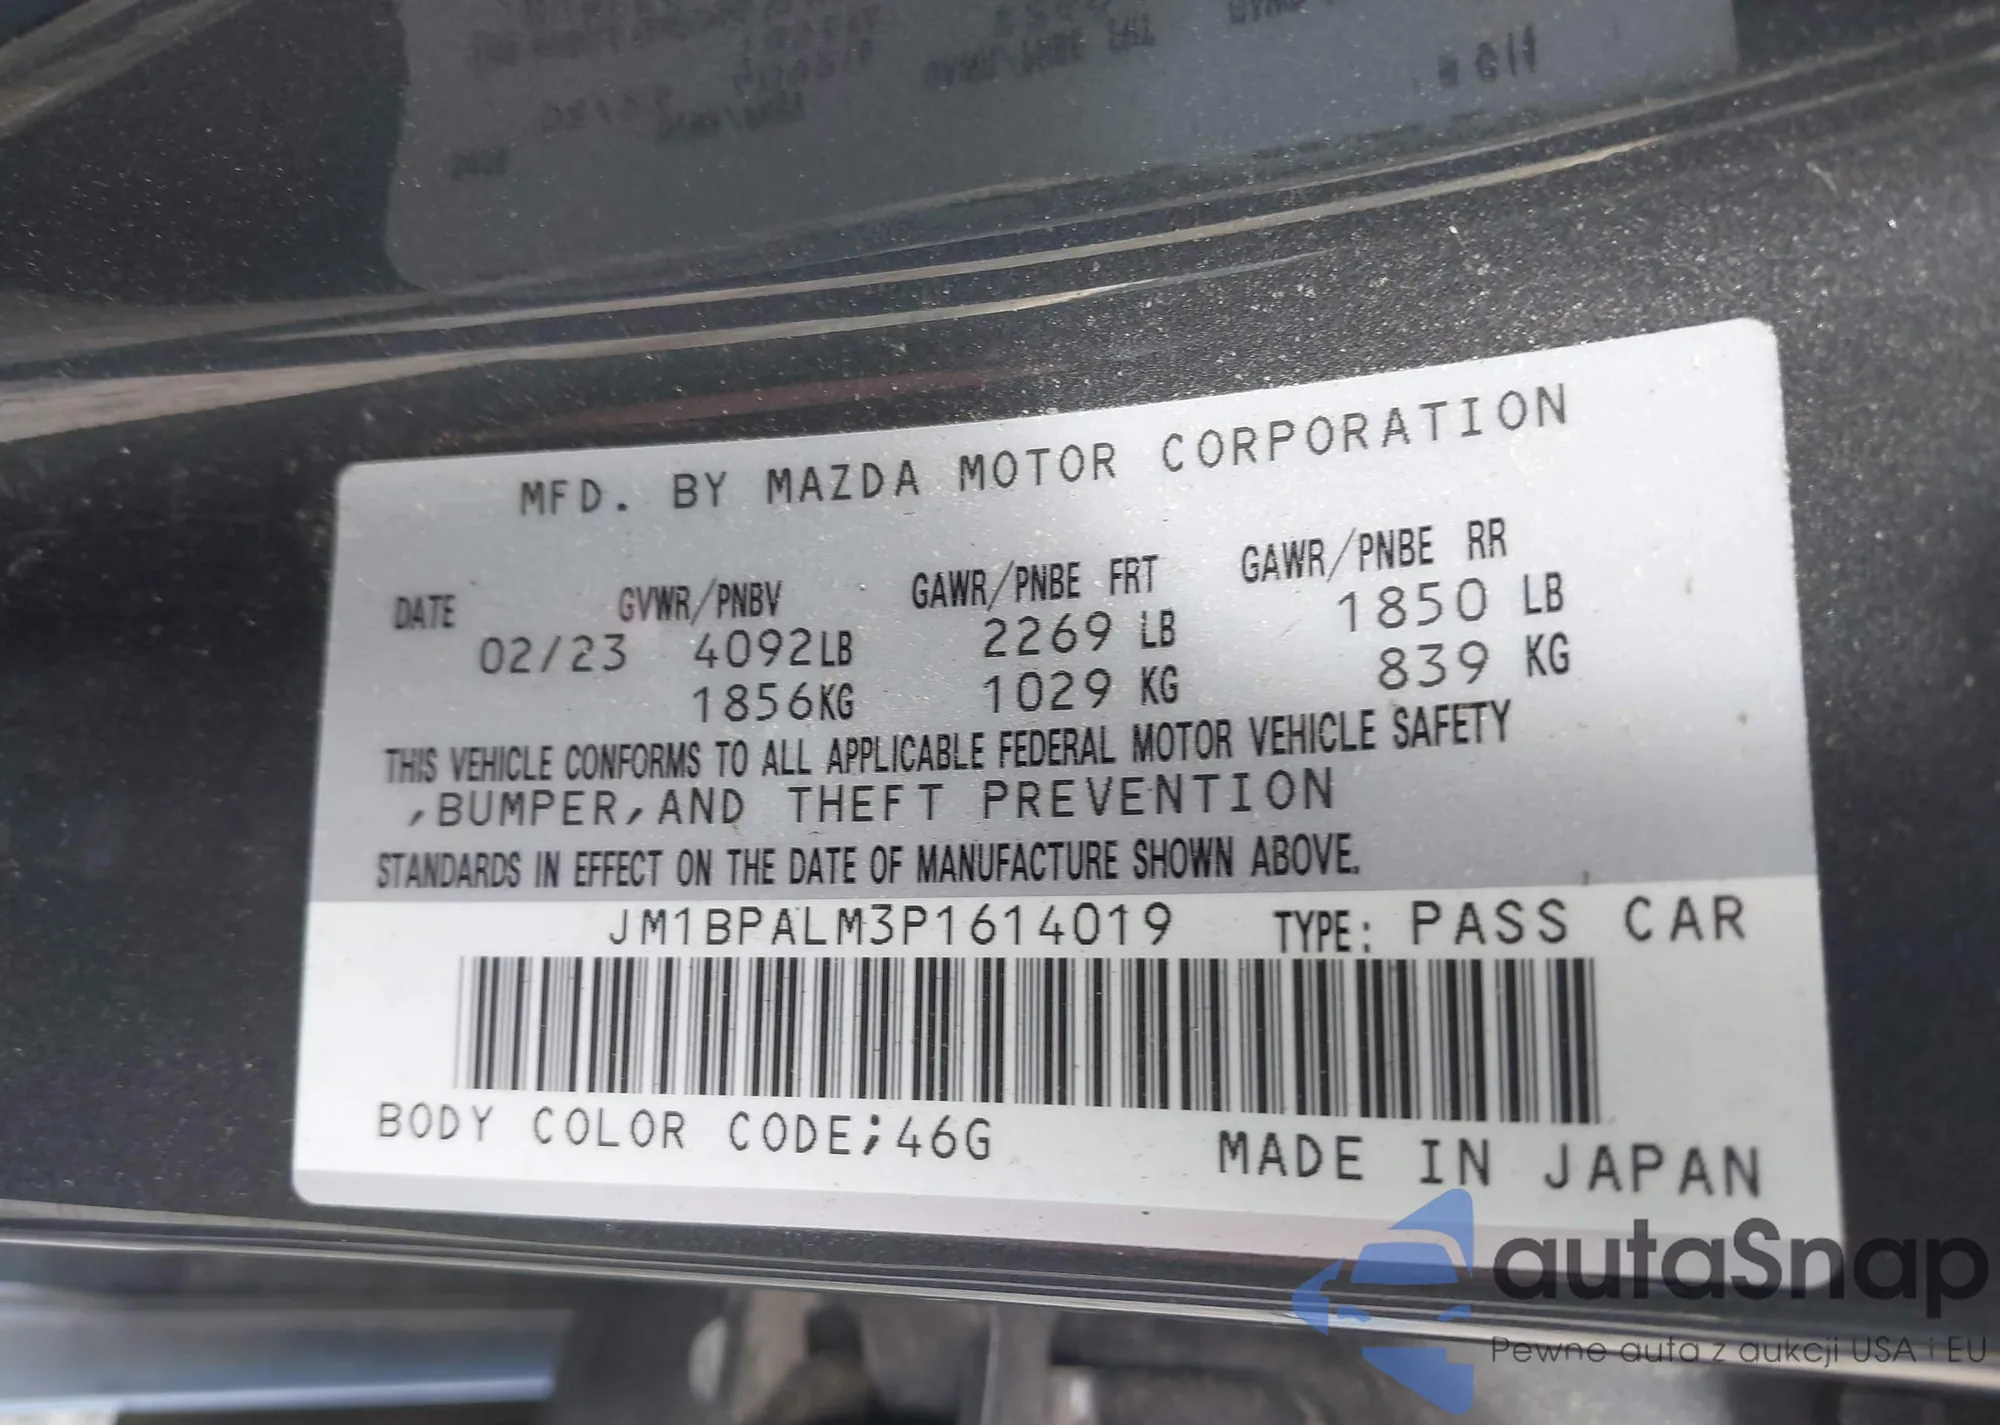 MFD. BY MAZDA MOTOR CORPORATION
DATE GVWR/PNBV GAWR/PNBE FRT GAWR/PNBE RR
02/23 4092LB 2269 LB 1850 LB
1856KG 1029 KG 839 KG
THIS VEHICLE CONFORMS TO ALL APPLICABLE FEDERAL MOTOR VEHICLE SAFETY
,BUMPER,AND THEFT PREVENTION
STANDARDS IN EFFECT ON THE DATE OF MANUFACTURE SHOWN ABOVE.
JM1BPALM3P1614019 TYPE: PASS CAR
BODY COLOR CODE;46G
MADE IN JAPAN
autaSnap
Pewne auta z aukcji USA i EU